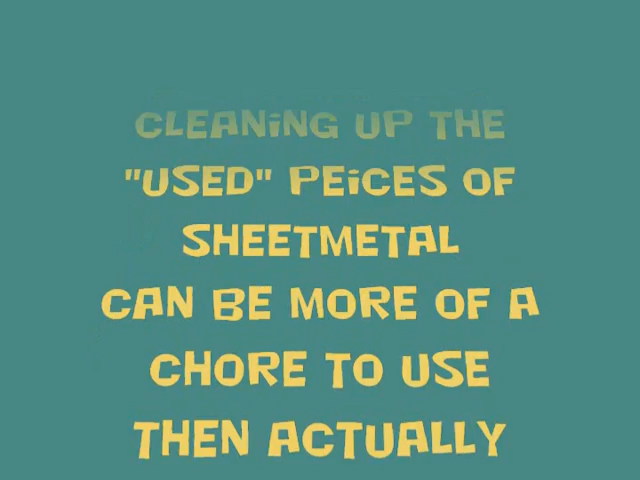 CLEANING UP THE
"USED" PEICES OF
SHEETMETAL
CAN BE MORE OF A
CHORE TO USE
THEN ACTUALLY